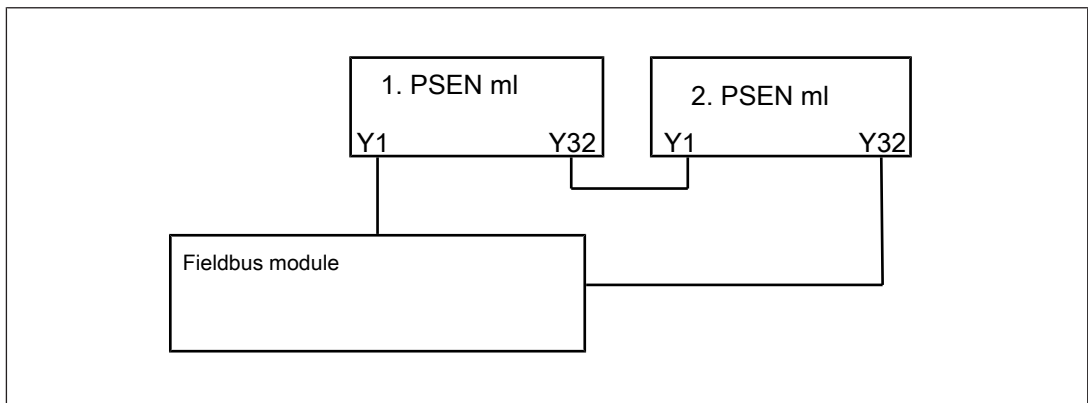 1. PSEN ml
2. PSEN ml
Y1
Y32
Y1
Y32
Fieldbus module